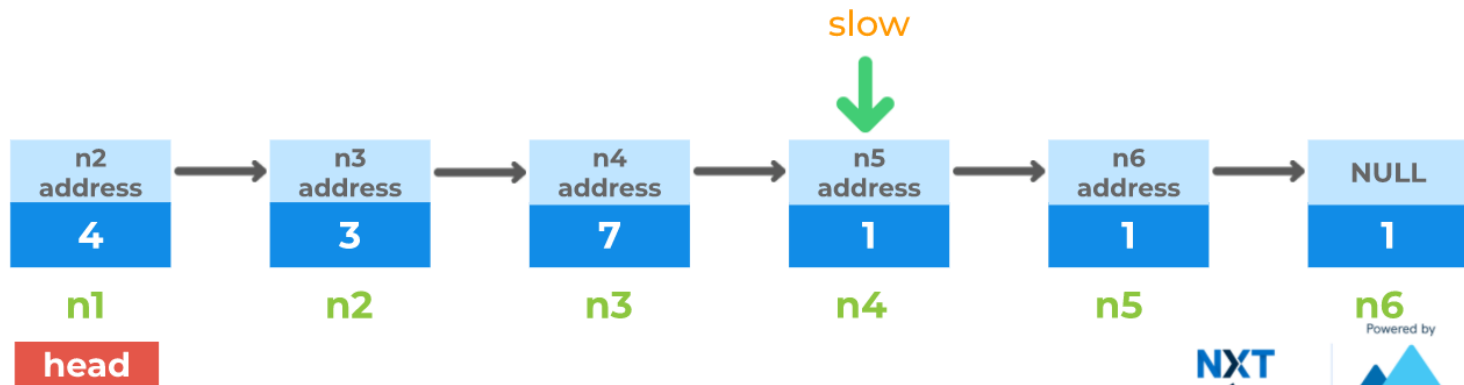 slow
n2
address
4
n3
address
3
n4
address
7
n5
address
1
n6
address
1
NULL
1
n1
n2
n3
n4
n5
n6
head
Powered by
NXT